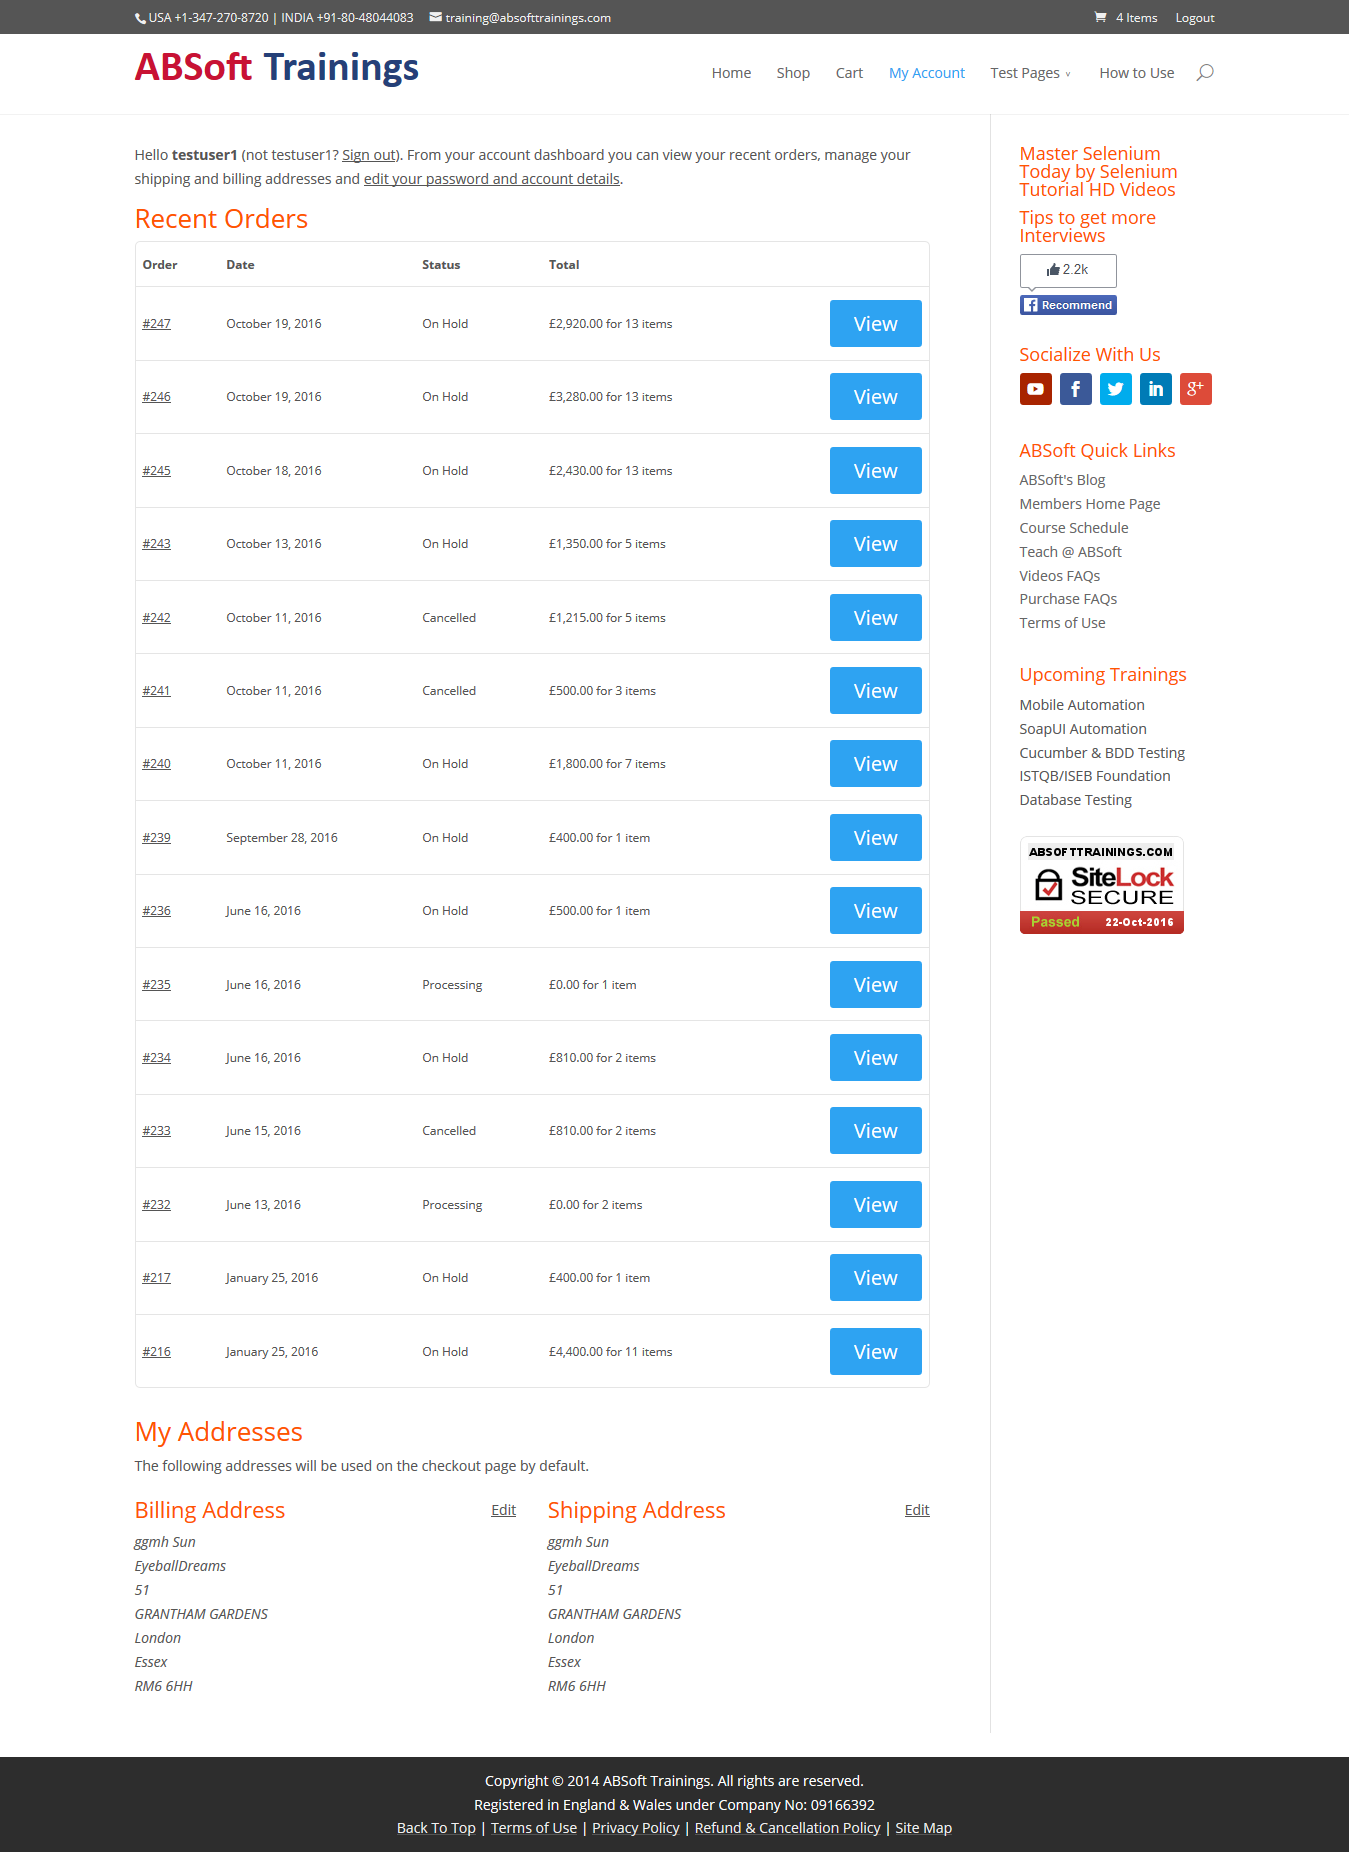 USA +1-347-270-8720 | INDIA +91-80-48044083 training@absofttrainings.com 4 Items Logout
ABSoft Trainings
Home Shop Cart My Account Test Pages How to Use
Hello testuser1 (not testuser1? Sign out). From your account dashboard you can view your recent orders, manage your
shipping and billing addresses and edit your password and account details.
Recent Orders
Order Date Status Total
#247 October 19, 2016 On Hold £2,920.00 for 13 items View
#246 October 19, 2016 On Hold £3,280.00 for 13 items View
#245 October 18, 2016 On Hold £2,430.00 for 13 items View
#243 October 13, 2016 On Hold £1,350.00 for 5 items View
#242 October 11, 2016 Cancelled £1,215.00 for 5 items View
#241 October 11, 2016 Cancelled £500.00 for 3 items View
#240 October 11, 2016 On Hold £1,800.00 for 7 items View
#239 September 28, 2016 On Hold £400.00 for 1 item View
#236 June 16, 2016 On Hold £500.00 for 1 item View
#235 June 16, 2016 Processing £0.00 for 1 item View
#234 June 16, 2016 On Hold £810.00 for 2 items View
#233 June 15, 2016 Cancelled £810.00 for 2 items View
#232 June 13, 2016 Processing £0.00 for 2 items View
#217 January 25, 2016 On Hold £400.00 for 1 item View
#216 January 25, 2016 On Hold £4,400.00 for 11 items View
My Addresses
The following addresses will be used on the checkout page by default.
Billing Address Edit
ggmh Sun
EyeballDreams
51
GRANTHAM GARDENS
London
Essex
RM6 6HH
Shipping Address Edit
ggmh Sun
EyeballDreams
51
GRANTHAM GARDENS
London
Essex
RM6 6HH
Master Selenium
Today by Selenium
Tutorial HD Videos
Tips to get more
Interviews
2.2k
Recommend
Socialize With Us
f in g+
ABSoft Quick Links
ABSoft's Blog
Members Home Page
Course Schedule
Teach @ ABSoft
Videos FAQs
Purchase FAQs
Terms of Use
Upcoming Trainings
Mobile Automation
SoapUI Automation
Cucumber & BDD Testing
ISTQB/ISEB Foundation
Database Testing
ABSOFTTRAININGS.COM
SiteLock
SECURE
Passed 22-Oct-2016
Copyright © 2014 ABSoft Trainings. All rights are reserved.
Registered in England & Wales under Company No: 09166392
Back To Top | Terms of Use | Privacy Policy | Refund & Cancellation Policy | Site Map